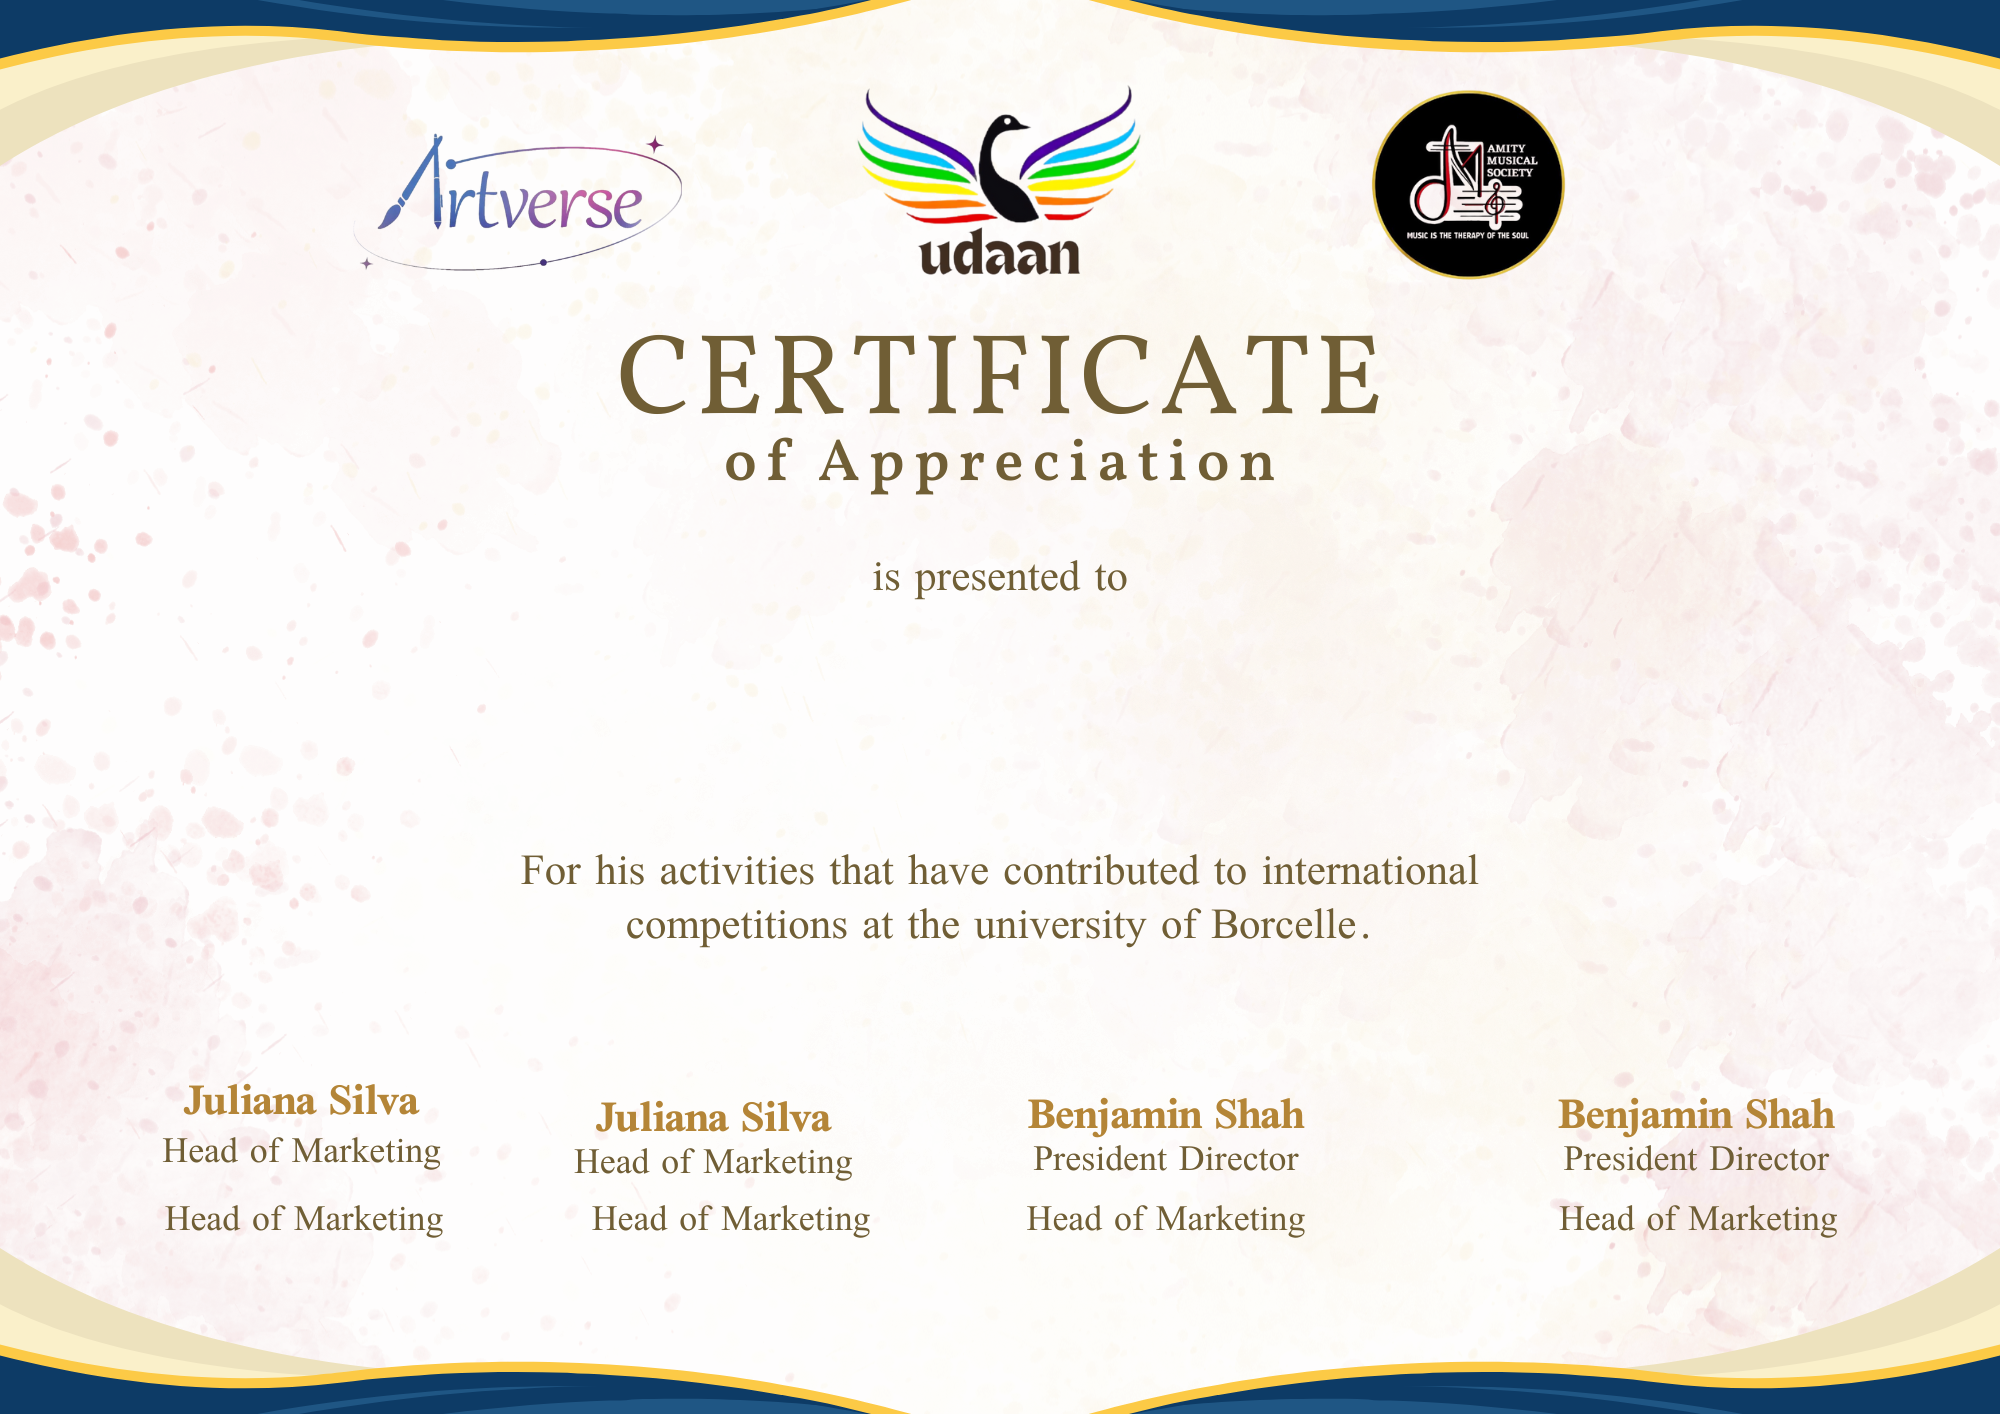 Artverse
udaan
AMITY
MUSICAL
SOCIETY
MUSIC IS THE THERAPY OF THE SOUL
CERTIFICATE
of Appreciation
is presented to
For his activities that have contributed to international
competitions at the university of Borcelle.
Juliana Silva
Head of Marketing
Head of Marketing
Juliana Silva
Head of Marketing
Head of Marketing
Benjamin Shah
President Director
Head of Marketing
Benjamin Shah
President Director
Head of Marketing